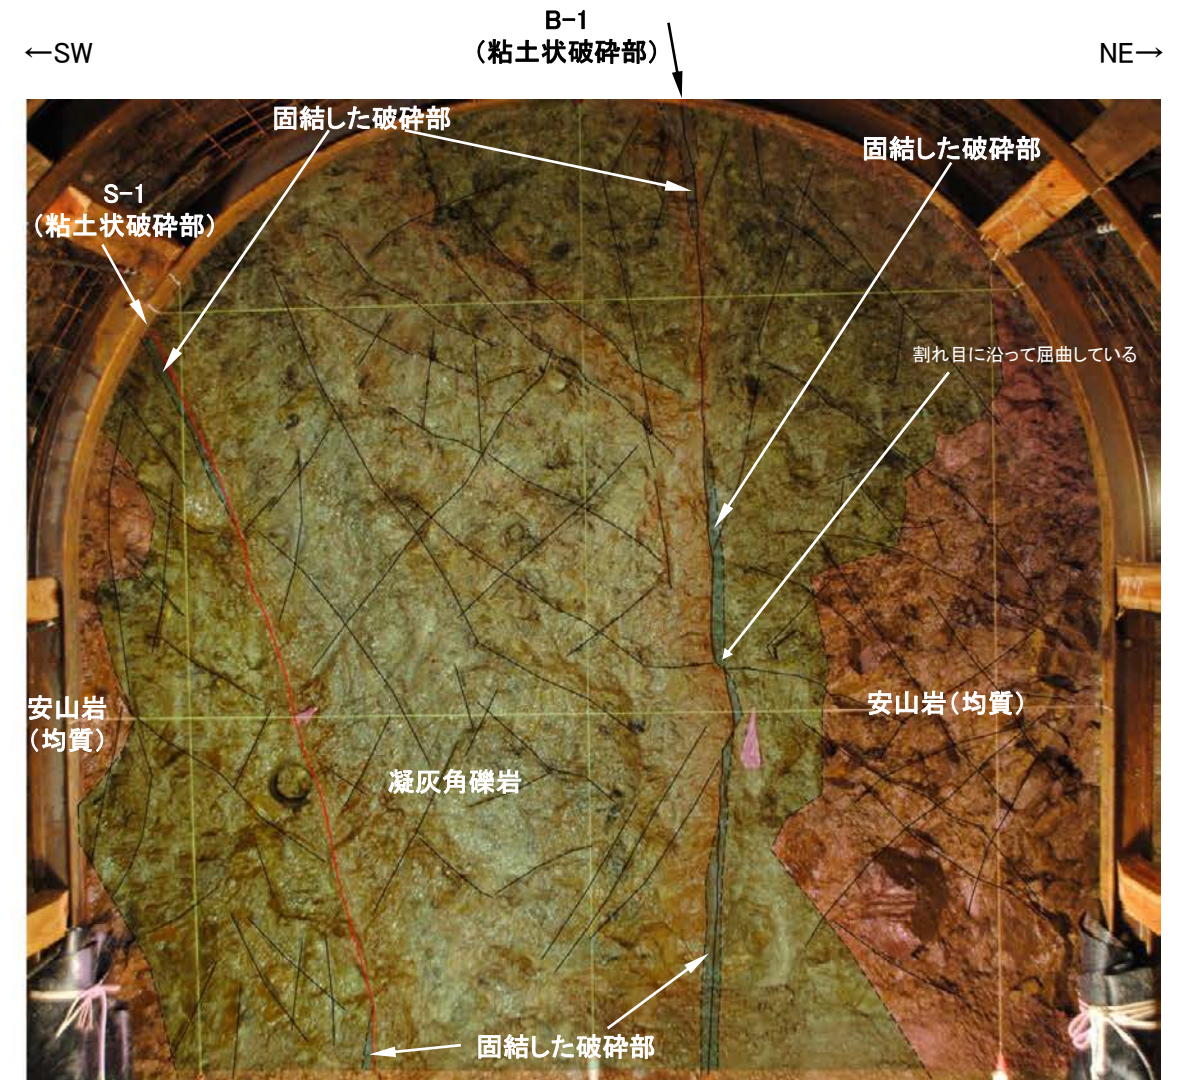 B-1
(粘土状破砕部)
←SW
NE→
固結した破砕部
固結した破砕部
S-1
(粘土状破砕部)
割れ目に沿って屈曲している
安山岩
(均質)
安山岩(均質)
凝灰角礫岩
固結した破砕部